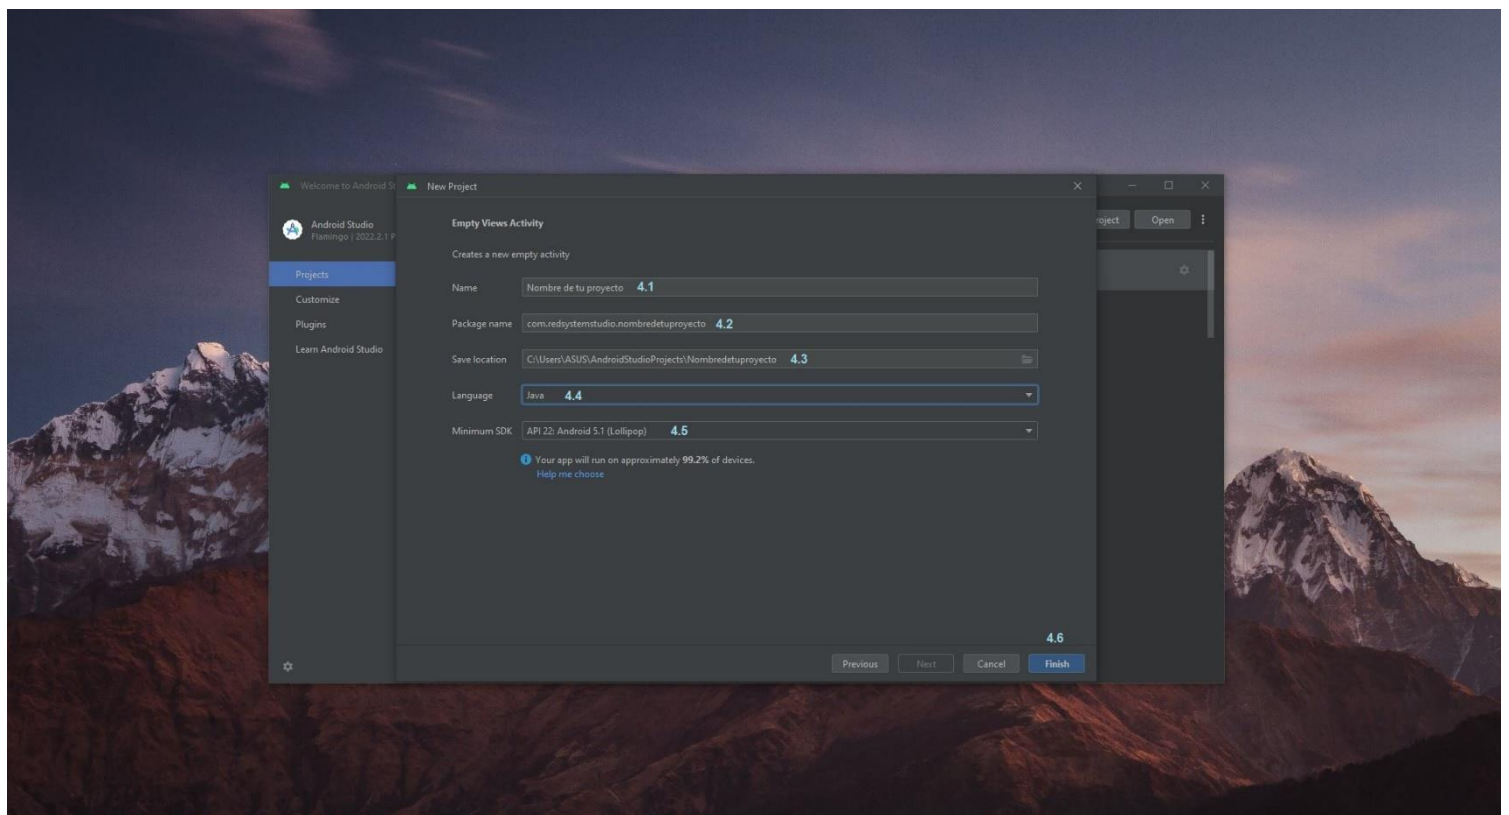 Welcome to Android St
New Project
Android Studio
Flamingo | 2022.2.1 P
Projects
Customize
Plugins
Learn Android Studio
Empty Views Activity
Creates a new empty activity
Name Nombre de tu proyecto 4.1
Package name com.redsystemstudio.nombredetuproyecto 4.2
Save location C:\Users\ASUS\AndroidStudioProjects\Nombredetuproyecto 4.3
Language Java 4.4
Minimum SDK API 22: Android 5.1 (Lollipop) 4.5
Your app will run on approximately 99.2% of devices.
Help me choose
roject Open
4.6
Previous Next Cancel Finish